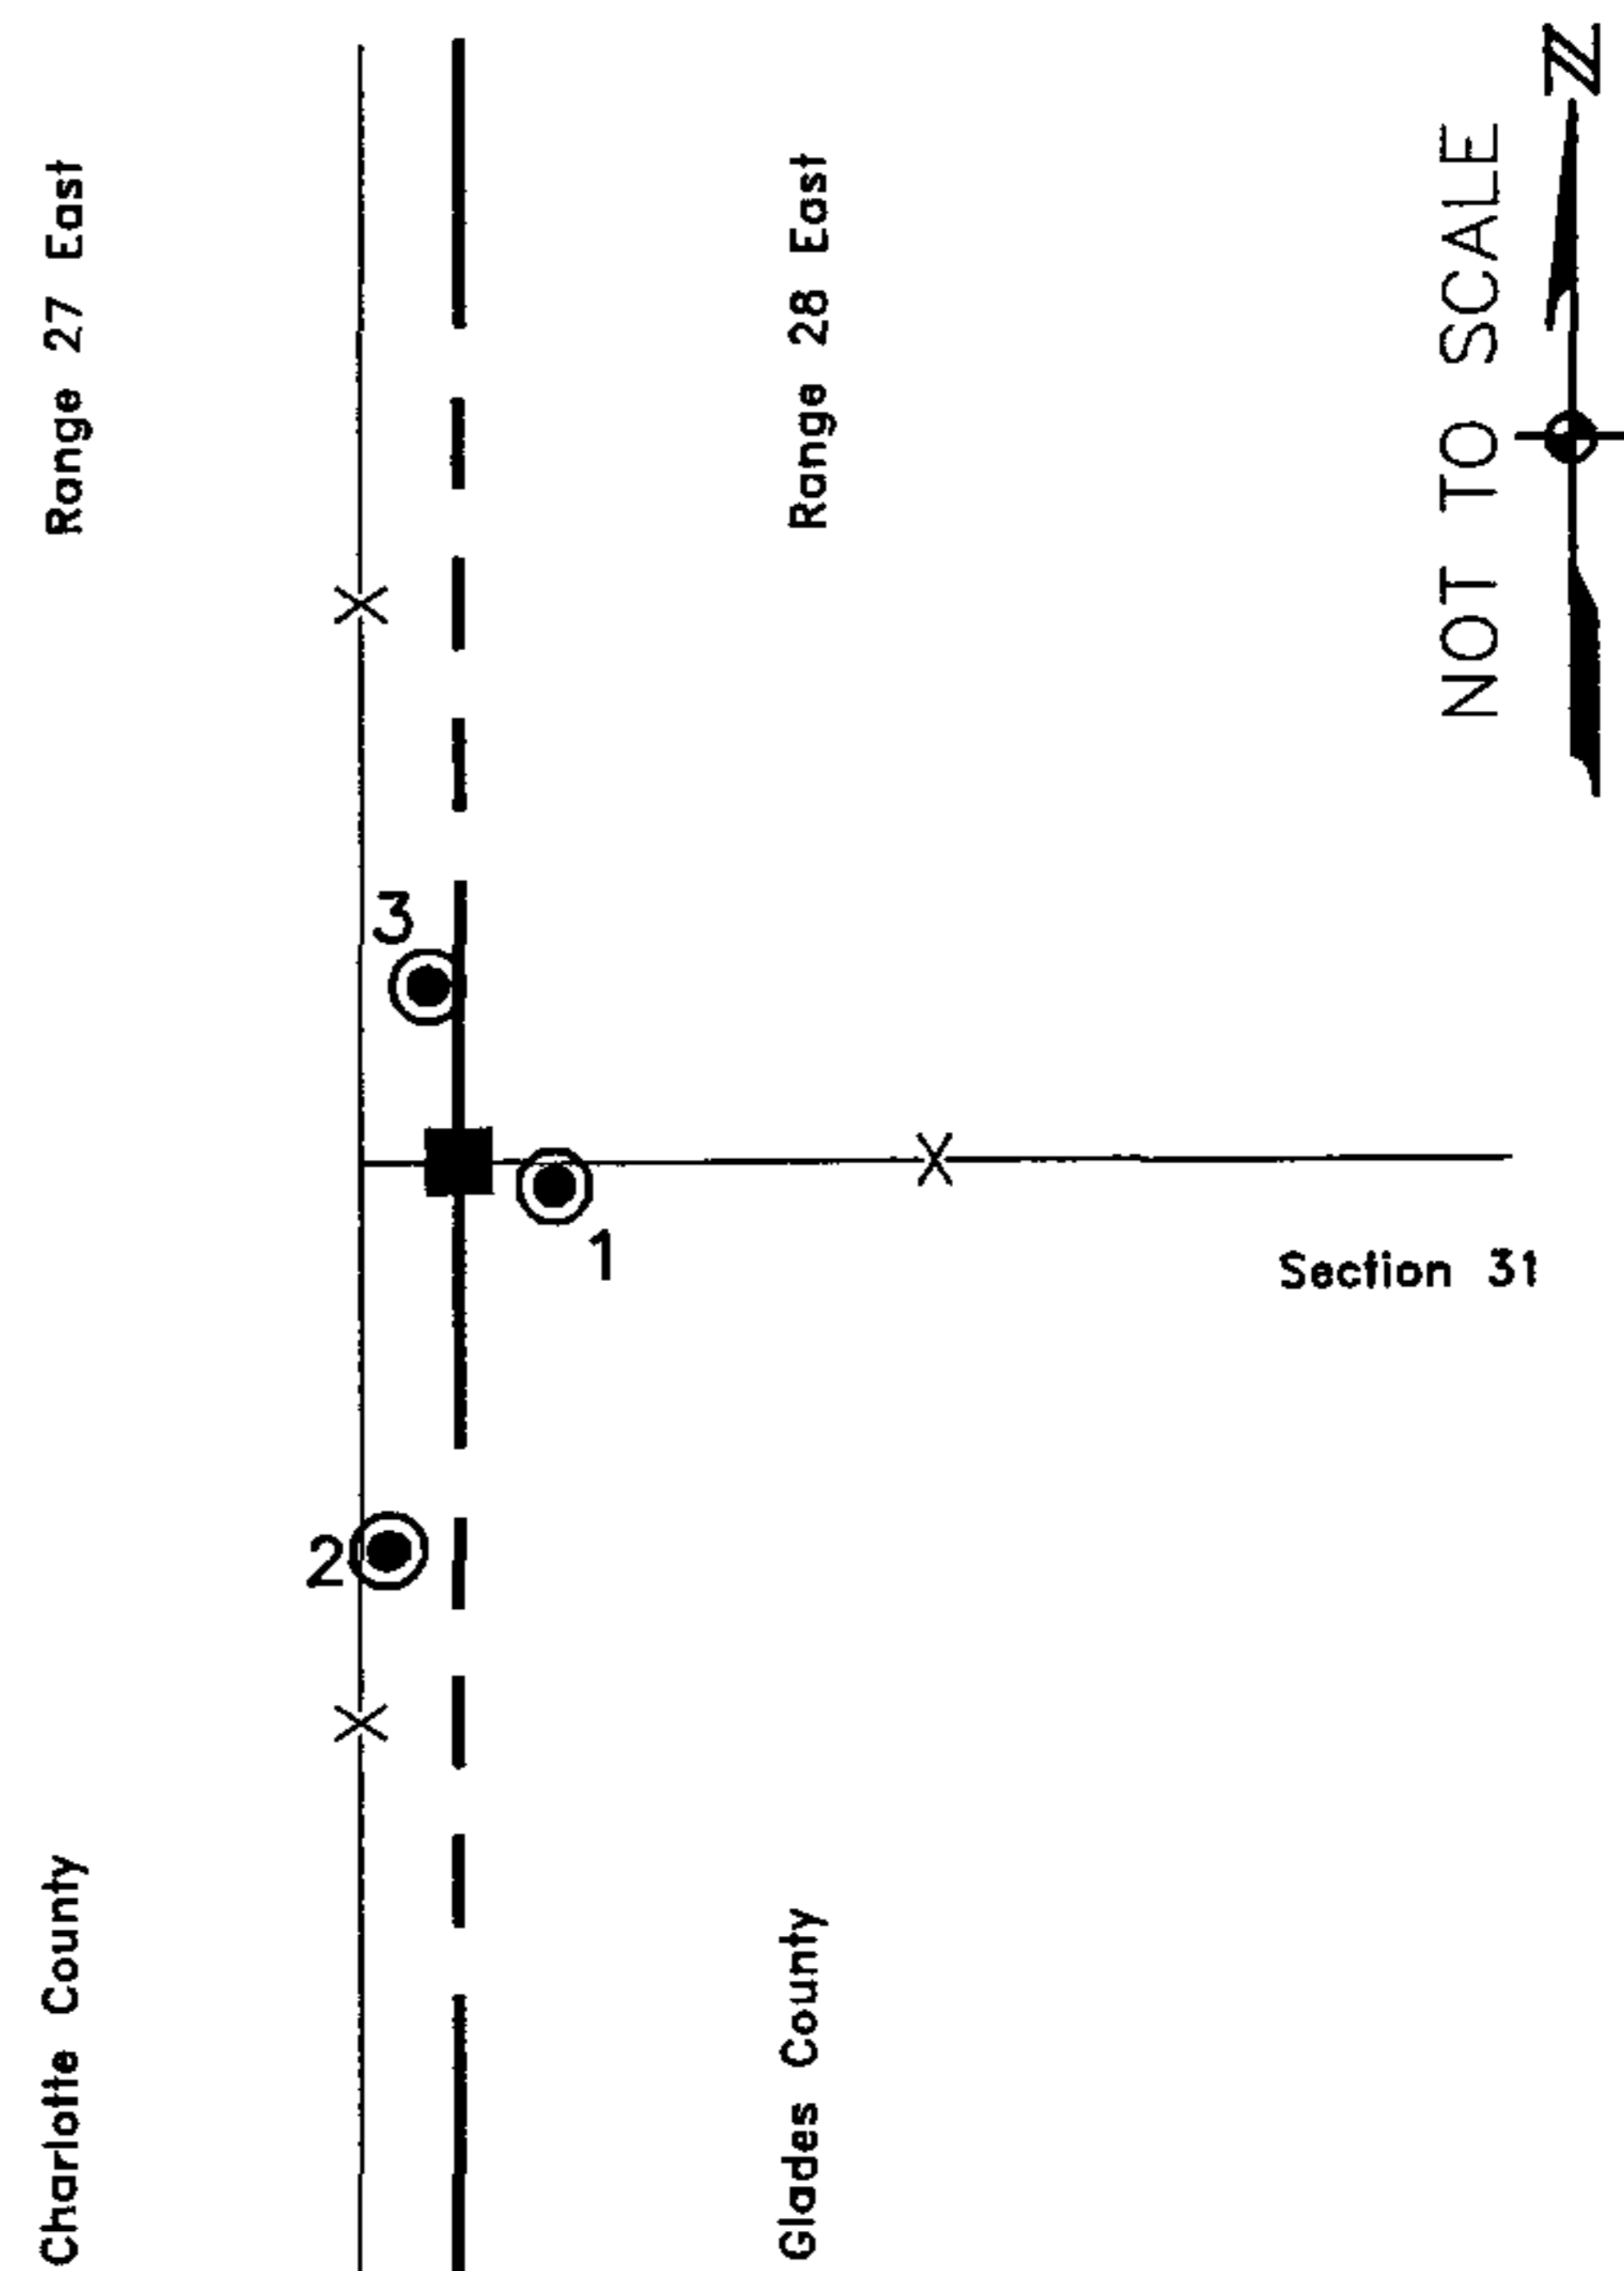 Range 27 East
Range 28 East
NOT TO SCALE
N
3
1
Section 31
2
Charlotte County
Glades County